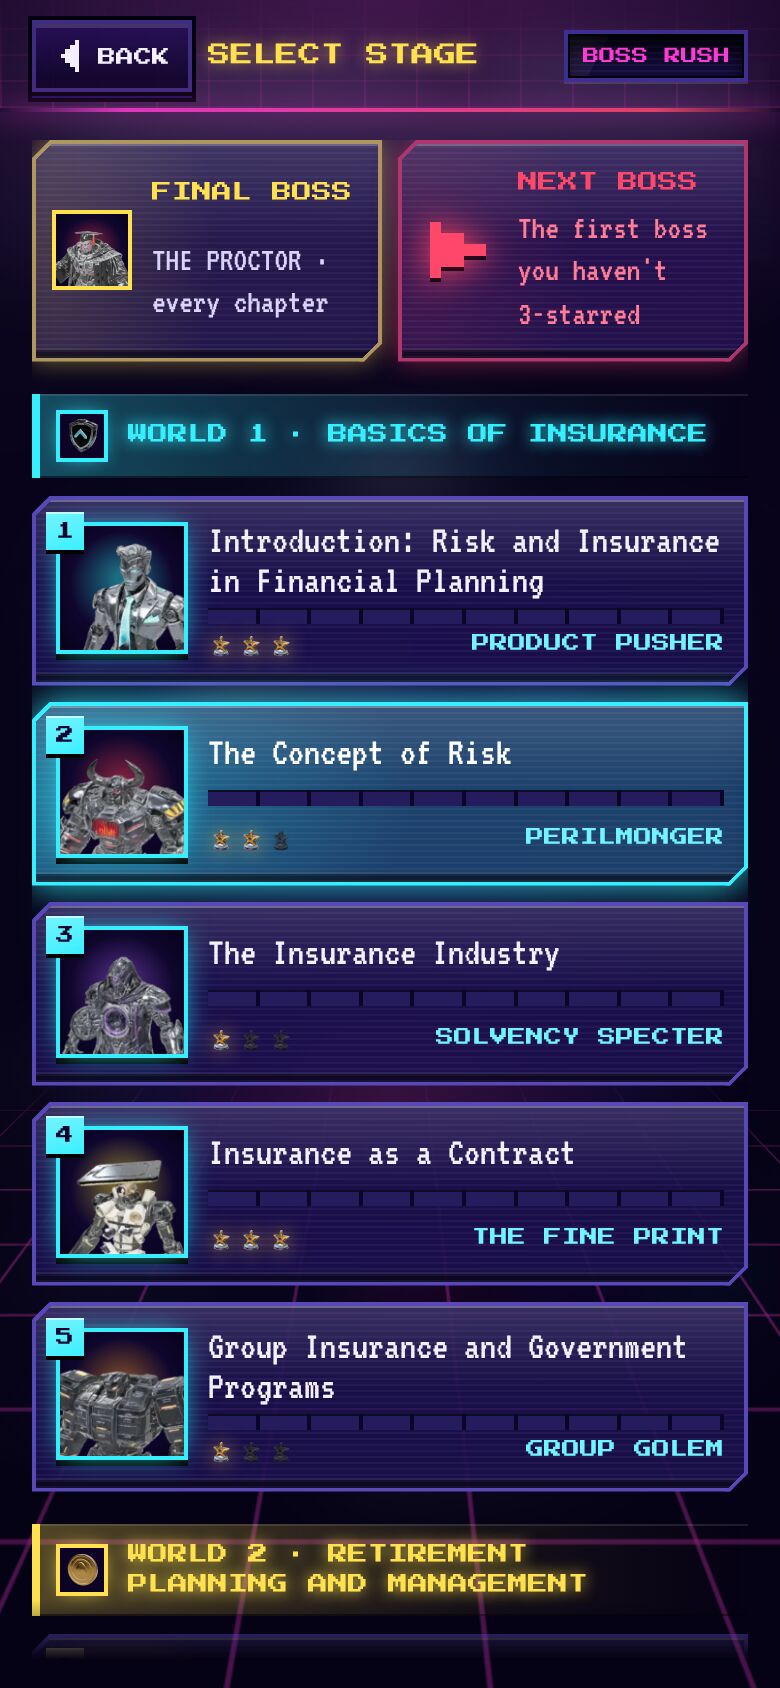 BACK
SELECT STAGE
BOSS RUSH
FINAL BOSS
THE PROCTOR ·
every chapter
NEXT BOSS
The first boss
you haven't
3-starred
WORLD 1 · BASICS OF INSURANCE
1
Introduction: Risk and Insurance
in Financial Planning
PRODUCT PUSHER
2
The Concept of Risk
PERILMONGER
3
The Insurance Industry
SOLVENCY SPECTER
4
Insurance as a Contract
THE FINE PRINT
5
Group Insurance and Government
Programs
GROUP GOLEM
WORLD 2 · RETIREMENT
PLANNING AND MANAGEMENT